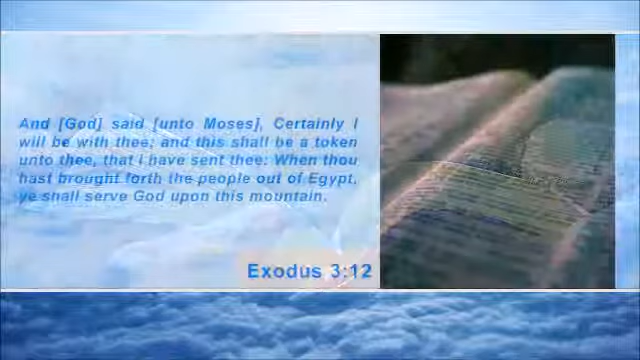 And [God] said [unto Moses], Certainly I
will be with thee; and this shall be a token
unto thee, that I have sent thee: When thou
hast brought forth the people out of Egypt,
ye shall serve God upon this mountain.
Exodus 3:12